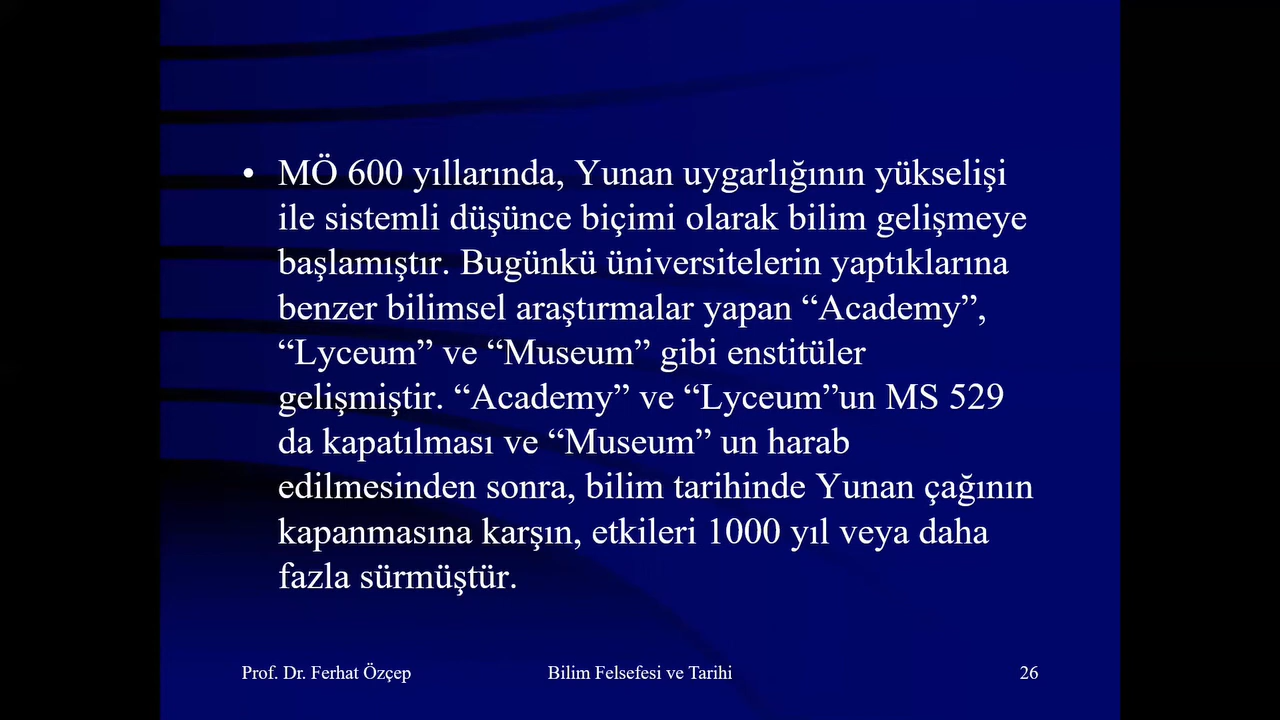 • MÖ 600 yıllarında, Yunan uygarlığının yükselişi
ile sistemli düşünce biçimi olarak bilim gelişmeye
başlamıştır. Bugünkü üniversitelerin yaptıklarına
benzer bilimsel araştırmalar yapan “Academy”,
“Lyceum” ve “Museum” gibi enstitüler
gelişmiştir. “Academy” ve “Lyceum”un MS 529
da kapatılması ve “Museum” un harab
edilmesinden sonra, bilim tarihinde Yunan çağının
kapanmasına karşın, etkileri 1000 yıl veya daha
fazla sürmüştür.
Prof. Dr. Ferhat Özçep
Bilim Felsefesi ve Tarihi
26